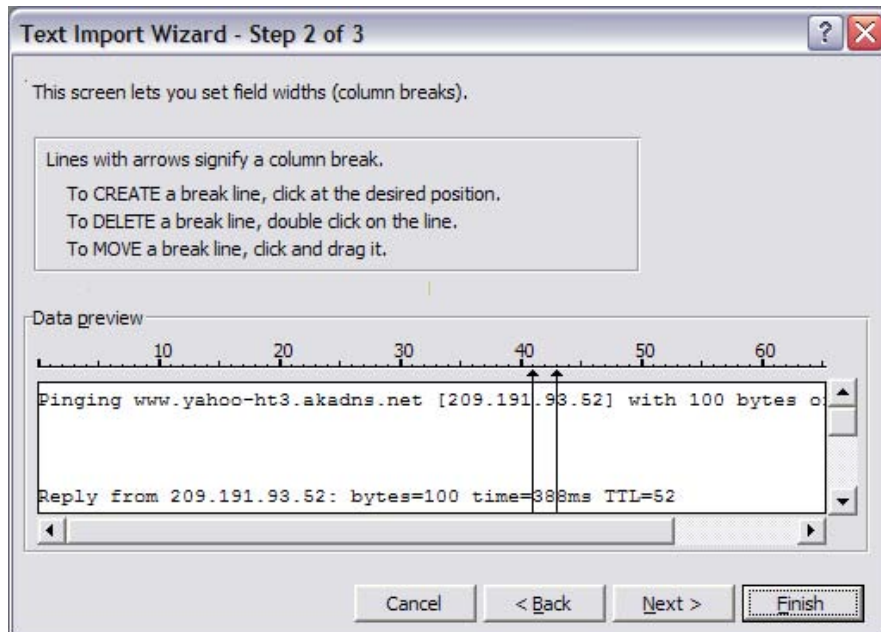 Text Import Wizard - Step 2 of 3
?
This screen lets you set field widths (column breaks).
Lines with arrows signify a column break.
To CREATE a break line, click at the desired position.
To DELETE a break line, double click on the line.
To MOVE a break line, click and drag it.
Data preview
10 20 30 40 50 60
Pinging www.yahoo-ht3.akadns.net [209.191.93.52] with 100 bytes o
Reply from 209.191.93.52: bytes=100 time=388ms TTL=52
Cancel < Back Next > Finish